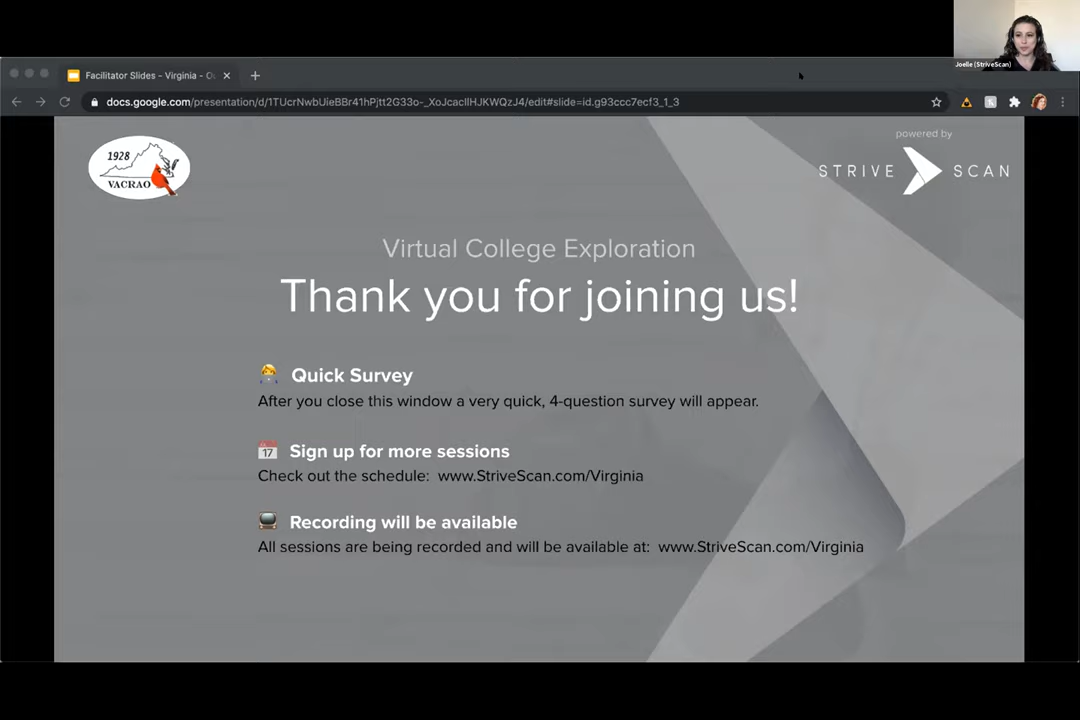 Joelle (StriveScan)
Facilitator Slides - Virginia - O
docs.google.com/presentation/d/1TUcrNwbUieBBr41hPjtt2G33o-_XoJcacIIHJKWQzJ4/edit#slide=id.g93ccc7ecf3_1_3
powered by
1928
VACRAO
STRIVE SCAN
Virtual College Exploration
Thank you for joining us!
Quick Survey
After you close this window a very quick, 4-question survey will appear.
17
Sign up for more sessions
Check out the schedule: www.StriveScan.com/Virginia
Recording will be available
All sessions are being recorded and will be available at: www.StriveScan.com/Virginia